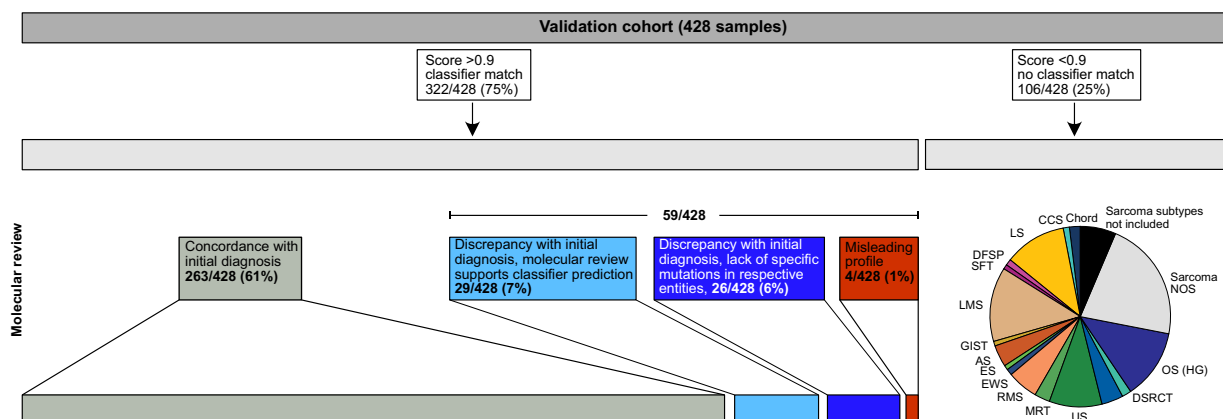 Validation cohort (428 samples)
Score >0.9
classifier match
322/428 (75%)
Score <0.9
no classifier match
106/428 (25%)
Molecular review
59/428
Concordance with
initial diagnosis
263/428 (61%)
Discrepancy with initial
diagnosis, molecular review
supports classifier prediction
29/428 (7%)
Discrepancy with initial
diagnosis, lack of specific
mutations in respective
entities, 26/428 (6%)
Misleading
profile
4/428 (1%)
CCS
Chord
Sarcoma subtypes
not included
LS
DFSP
SFT
Sarcoma
NOS
LMS
GIST
AS
ES
EWS
RMS
MRT
US
DSRCT
OS (HG)